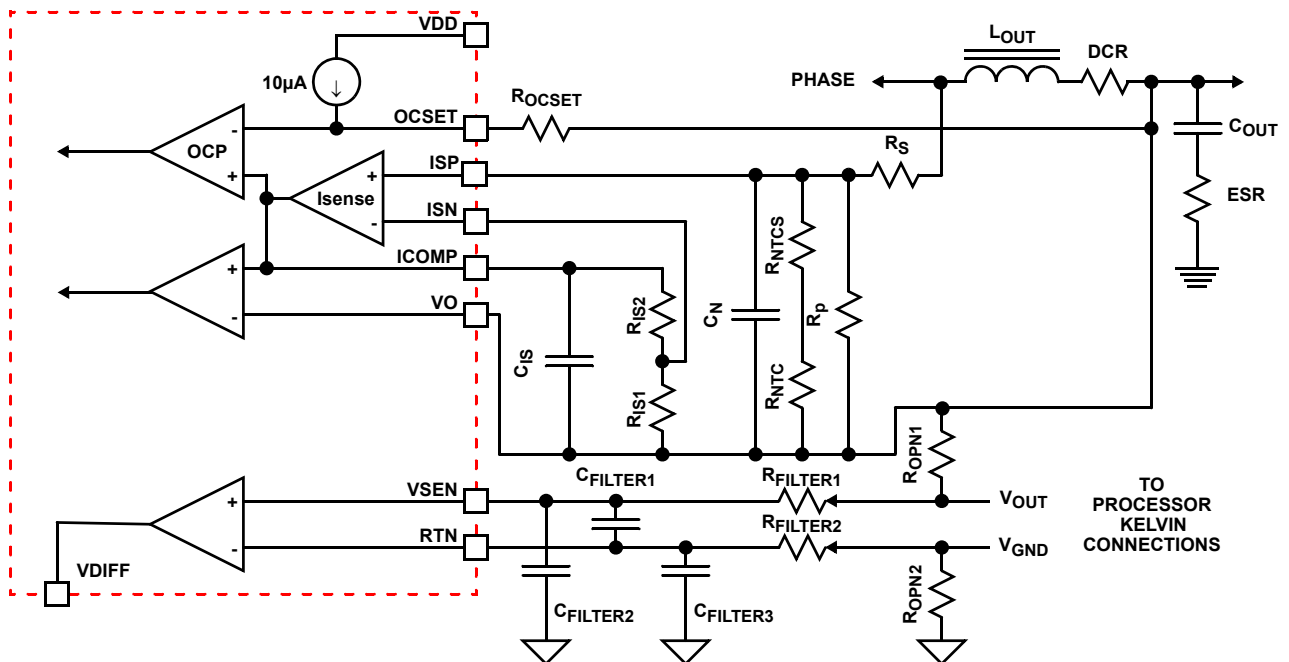 VDD
10µA
OCSET
ROCSET
OCP
-
+
Isense
+
-
ISP
ISN
ICOMP
VO
+
-
CIS
RIS2
RIS1
CN
RNTCS
RNTC
Rp
RS
PHASE
LOUT
DCR
COUT
ESR
ROPN1
VSEN
RTN
+
-
VDIFF
CFILTER1
CFILTER2
CFILTER3
RFILTER1
RFILTER2
VOUT
VGND
ROPN2
TO
PROCESSOR
KELVIN
CONNECTIONS